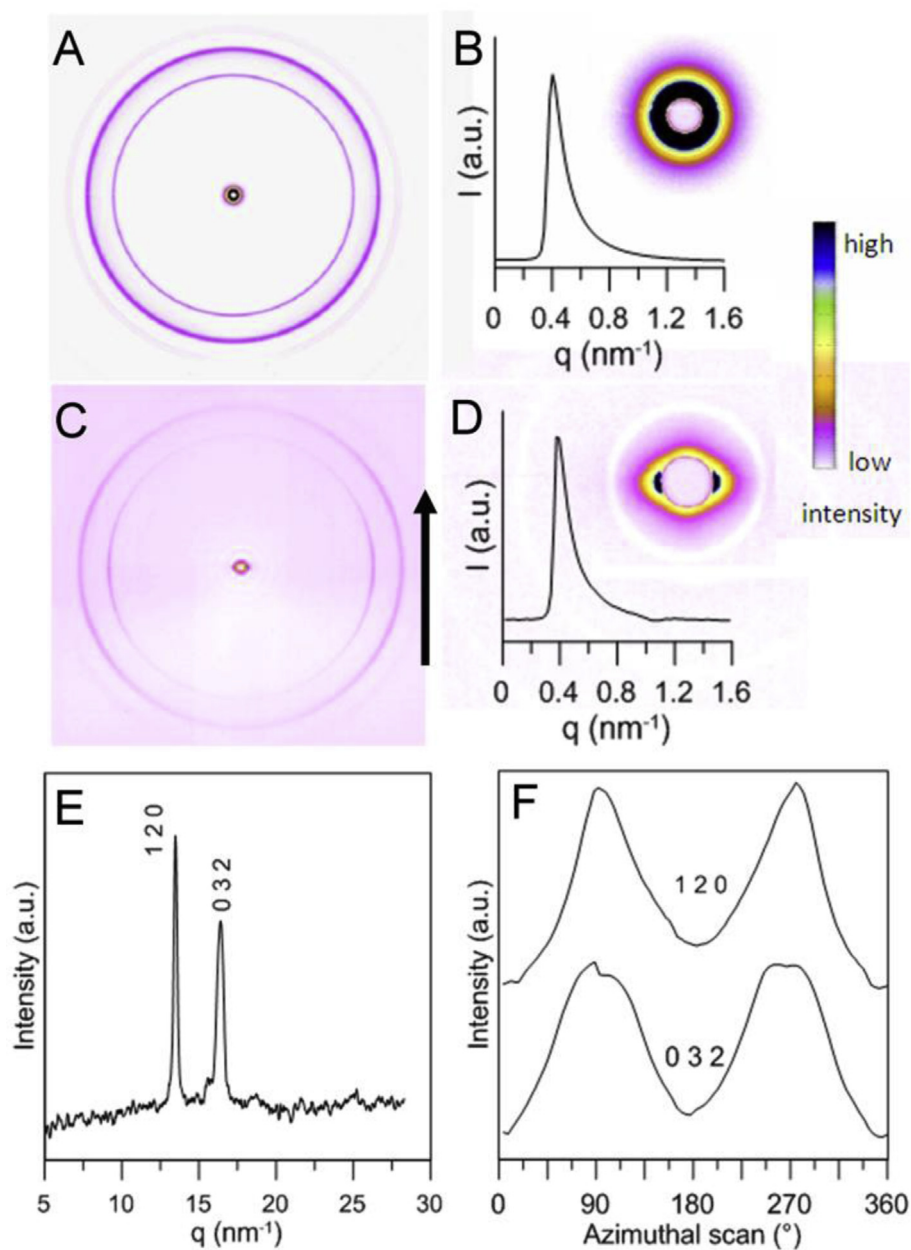 A
B
I (a.u.)
0 0.4 0.8 1.2 1.6
q (nm-1)
high
low
intensity
C
D
I (a.u.)
0 0.4 0.8 1.2 1.6
q (nm-1)
E
1 2 0
0 3 2
Intensity (a.u.)
5 10 15 20 25 30
q (nm-1)
F
1 2 0
0 3 2
Intensity (a.u.)
0 90 180 270 360
Azimuthal scan (°)